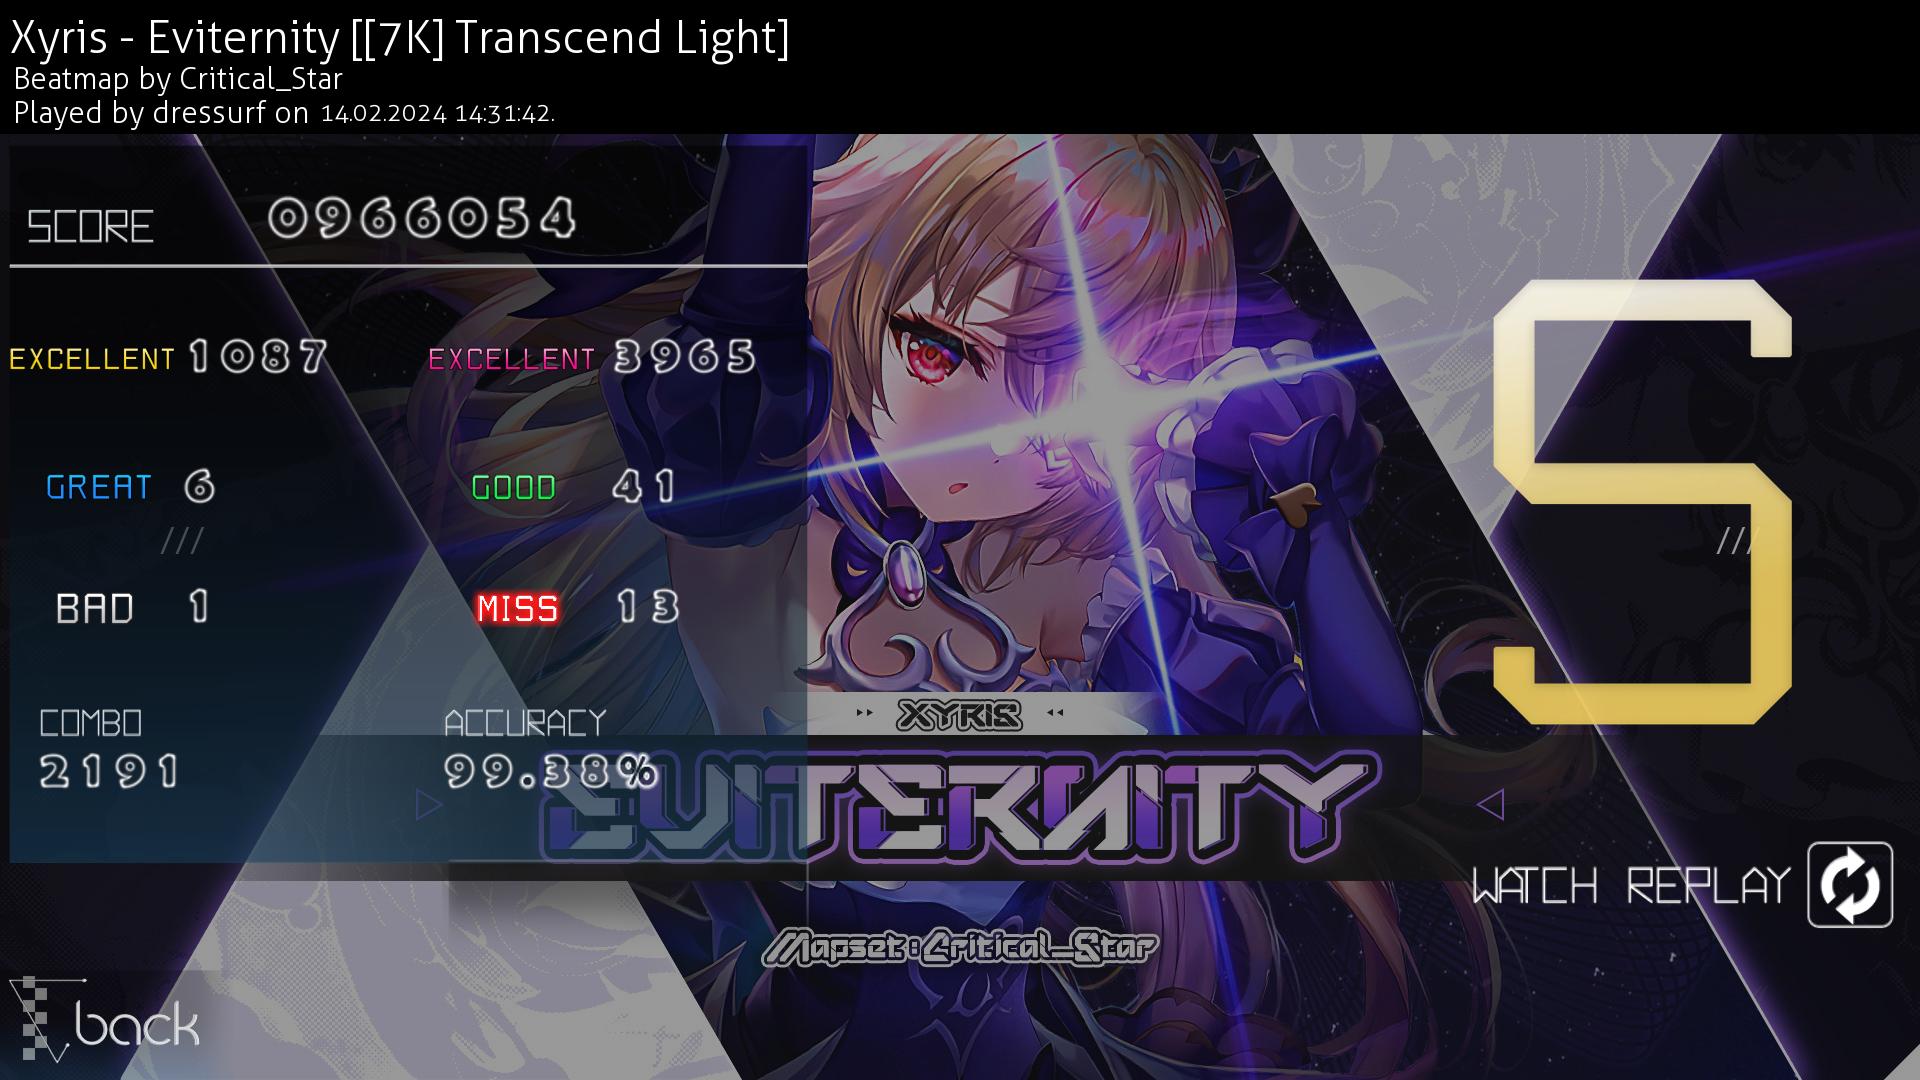 Xyris - Eviternity [[7K] Transcend Light]
Beatmap by Critical_Star
Played by dressurf on 14.02.2024 14:31:42.
SCORE 0966054
EXCELLENT 1087 EXCELLENT 3965
GREAT 6 GOOD 41
/// ///
BAD 1 MISS 13
XYRIS
COMBO ACCURACY
2191 99.38%
EVITERNITY
WATCH REPLAY
Mapset: Critical_Star
back